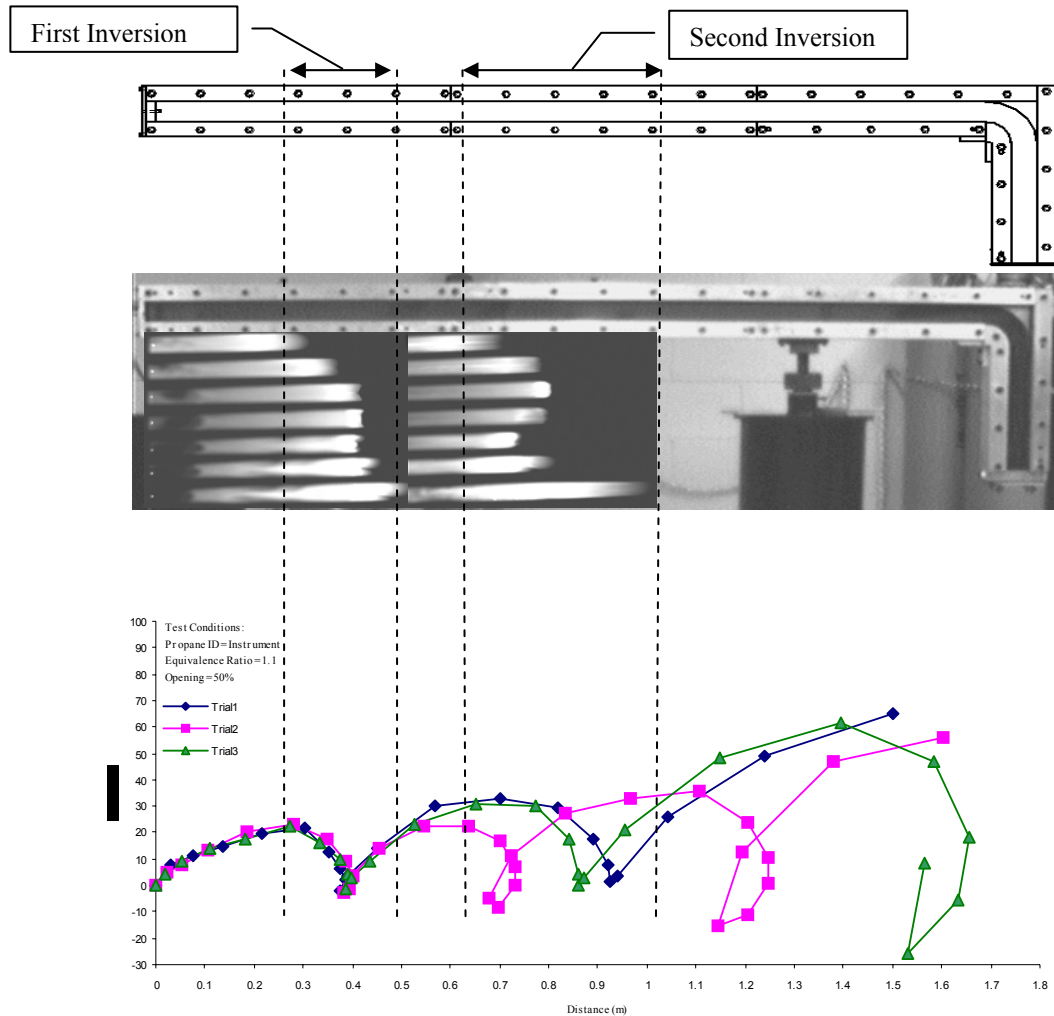 First Inversion
Second Inversion
100
90
80
70
60
50
40
30
20
10
0
-10
-20
-30
Test Conditions:
Propane ID=Instrument
Equivalence Ratio=1.1
Opening=50%
Trial1
Trial2
Trial3
0 0.1 0.2 0.3 0.4 0.5 0.6 0.7 0.8 0.9 1 1.1 1.2 1.3 1.4 1.5 1.6 1.7 1.8
Distance (m)